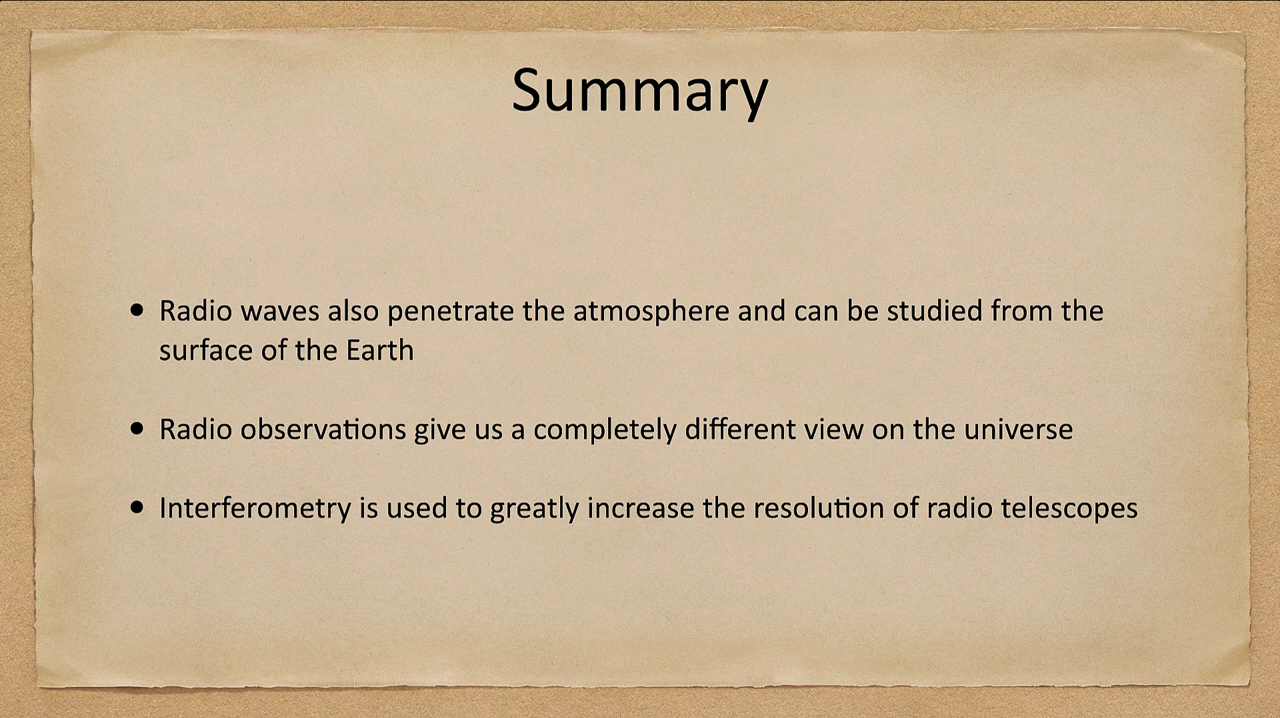 Summary
• Radio waves also penetrate the atmosphere and can be studied from the
surface of the Earth
• Radio observations give us a completely different view on the universe
• Interferometry is used to greatly increase the resolution of radio telescopes